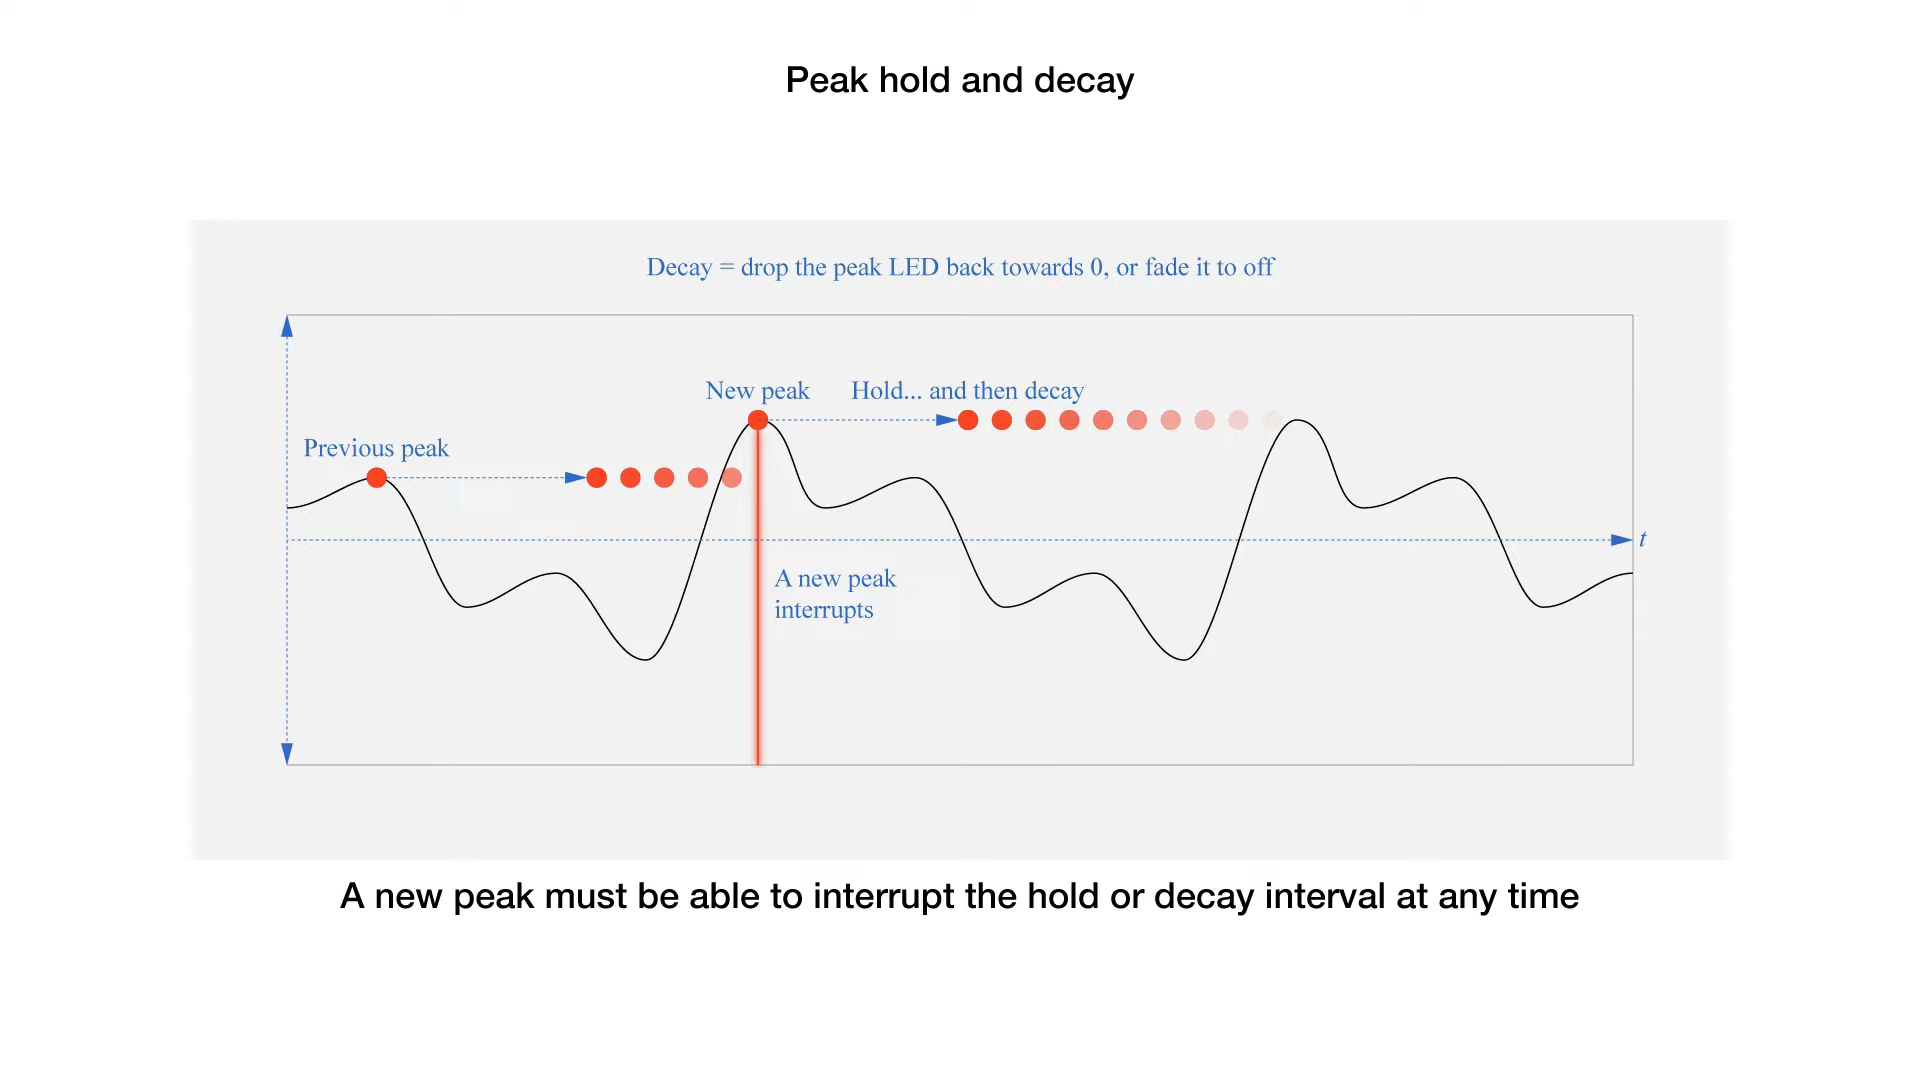 Peak hold and decay
Decay = drop the peak LED back towards 0, or fade it to off
New peak
Hold... and then decay
Previous peak
t
A new peak
interrupts
A new peak must be able to interrupt the hold or decay interval at any time